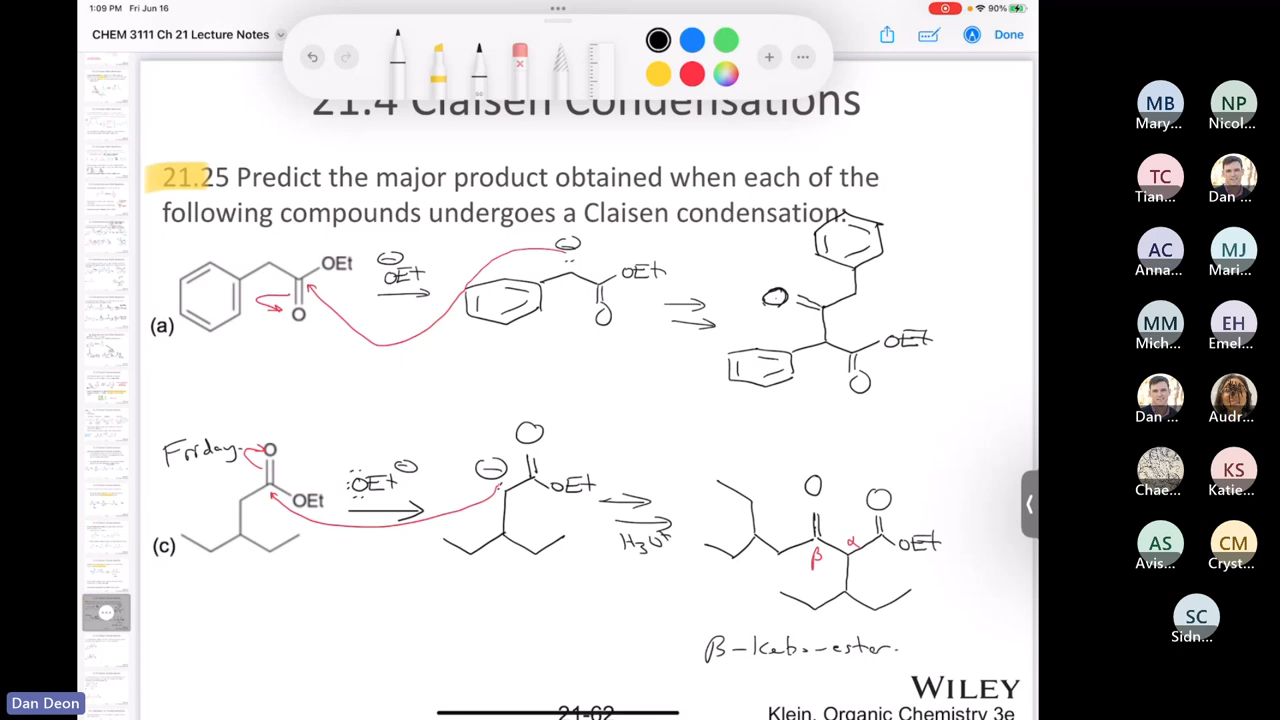 1:09 PM Fri Jun 16
90%
CHEM 3111 Ch 21 Lecture Notes
Done
21.4 Claisen Condensations
21.25 Predict the major product obtained when each of the
following compounds undergoes a Claisen condensation:
(a)
OEt
O
⊖
OEt
⊖
OEt
O
O
OEt
O
Friday
(c)
O
OEt
:OEt ⊖
⊖
O
OEt
H3O+
O
O
β
α
OEt
β-keto-ester.
WILEY
21-62
Klein, Organic Chemistry 3e
Dan Deon
MB
Mary...
NP
Nicol...
TC
Tian...
Dan ...
AC
Anna...
MJ
Mari...
MM
Mich...
EH
Emel...
Dan ...
Audr...
Chae...
KS
Katie...
AS
Avis...
CM
Cryst...
SC
Sidn...